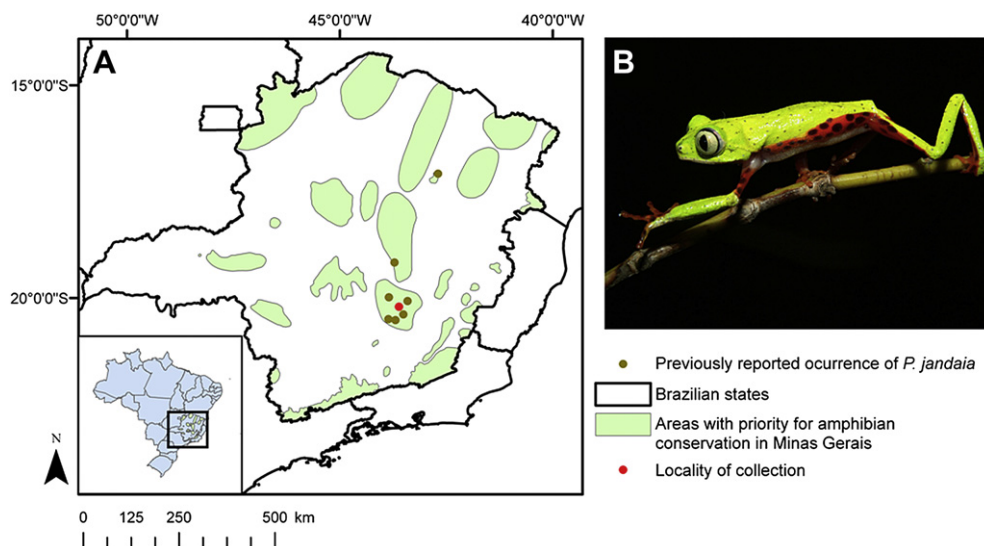 50°0'0"W 45°0'0"W 40°0'0"W
A
B
15°0'0"S
20°0'0"S
N
0 125 250 500 km
Previously reported ocurrence of P. jandaia
Brazilian states
Areas with priority for amphibian
conservation in Minas Gerais
Locality of collection